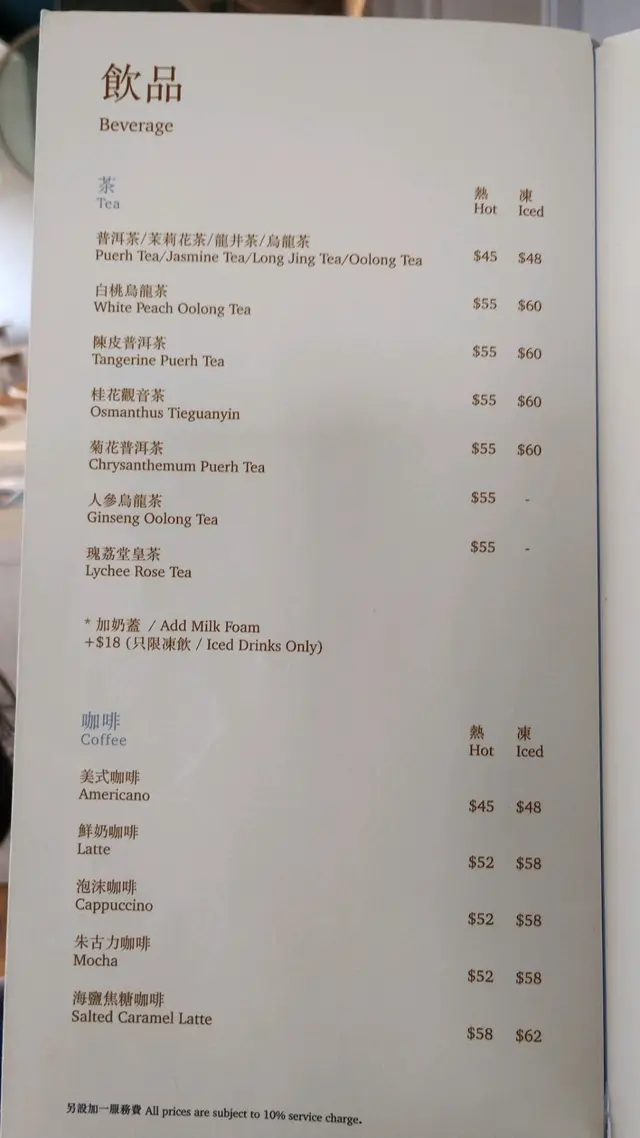 飲品
Beverage
茶
Tea
熱 凍
Hot Iced
普洱茶/茉莉花茶/龍井茶/烏龍茶
Puerh Tea/Jasmine Tea/Long Jing Tea/Oolong Tea $45 $48
白桃烏龍茶
White Peach Oolong Tea $55 $60
陳皮普洱茶
Tangerine Puerh Tea $55 $60
桂花觀音茶
Osmanthus Tieguanyin $55 $60
菊花普洱茶
Chrysanthemum Puerh Tea $55 $60
人參烏龍茶
Ginseng Oolong Tea $55 -
瑰荔堂皇茶
Lychee Rose Tea $55 -
* 加奶蓋 / Add Milk Foam
+$18 (只限凍飲 / Iced Drinks Only)
咖啡
Coffee
熱 凍
Hot Iced
美式咖啡
Americano $45 $48
鮮奶咖啡
Latte $52 $58
泡沫咖啡
Cappuccino $52 $58
朱古力咖啡
Mocha $52 $58
海鹽焦糖咖啡
Salted Caramel Latte $58 $62
另設加一服務費 All prices are subject to 10% service charge.